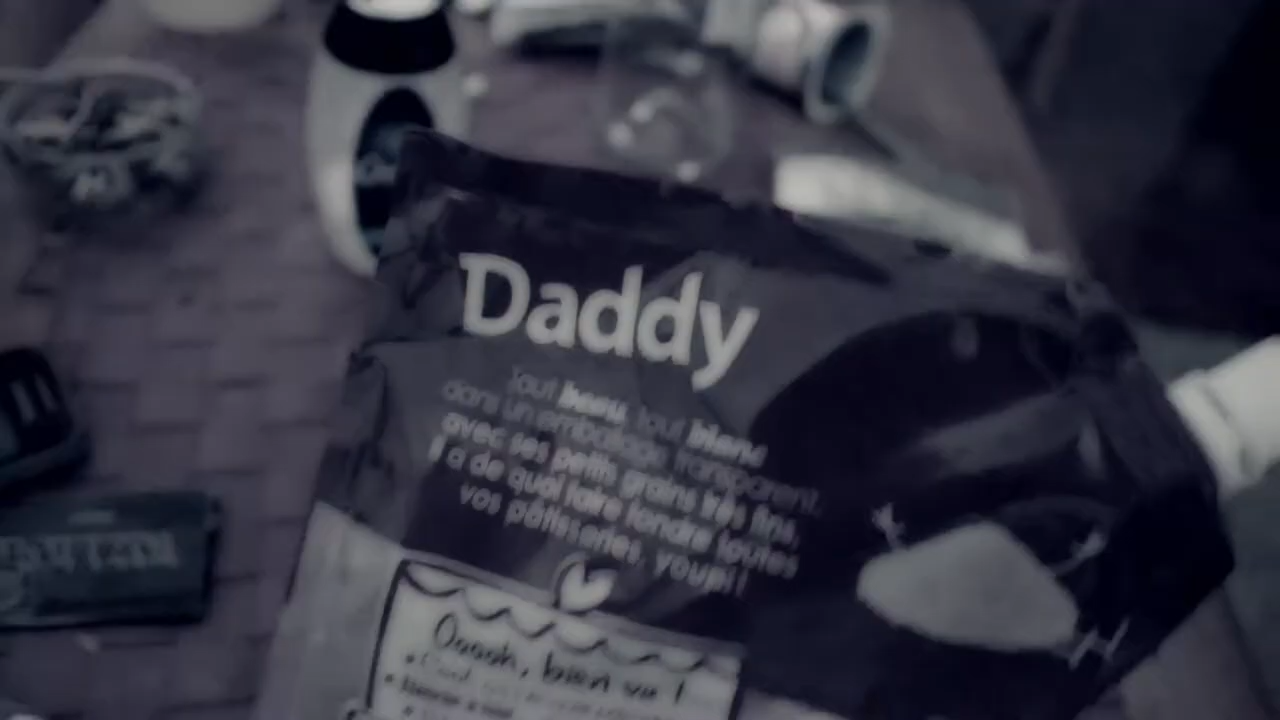 Daddy
Tout beau, tout blanc
dans un emballage transparent,
avec ses petits grains très fins,
il a de quoi faire fondre toutes
vos pâtisseries, youpi !
Ooooh, bien vu !